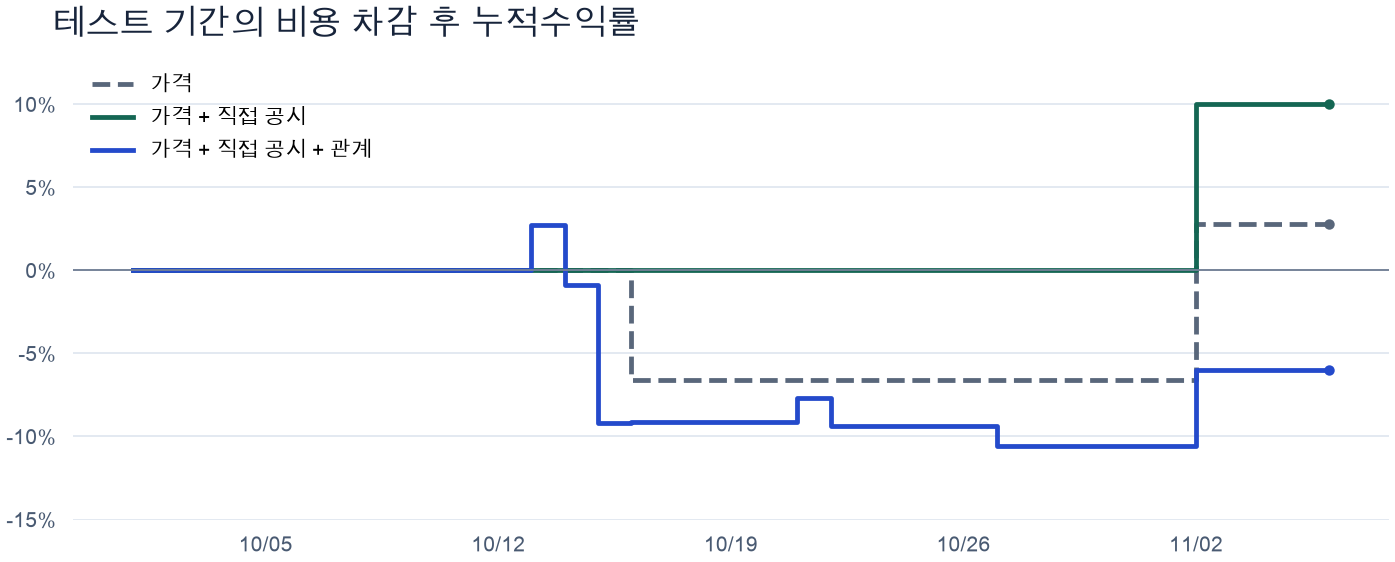 테스트 기간의 비용 차감 후 누적수익률
가격
가격 + 직접 공시
가격 + 직접 공시 + 관계
10%
5%
0%
-5%
-10%
-15%
10/05
10/12
10/19
10/26
11/02